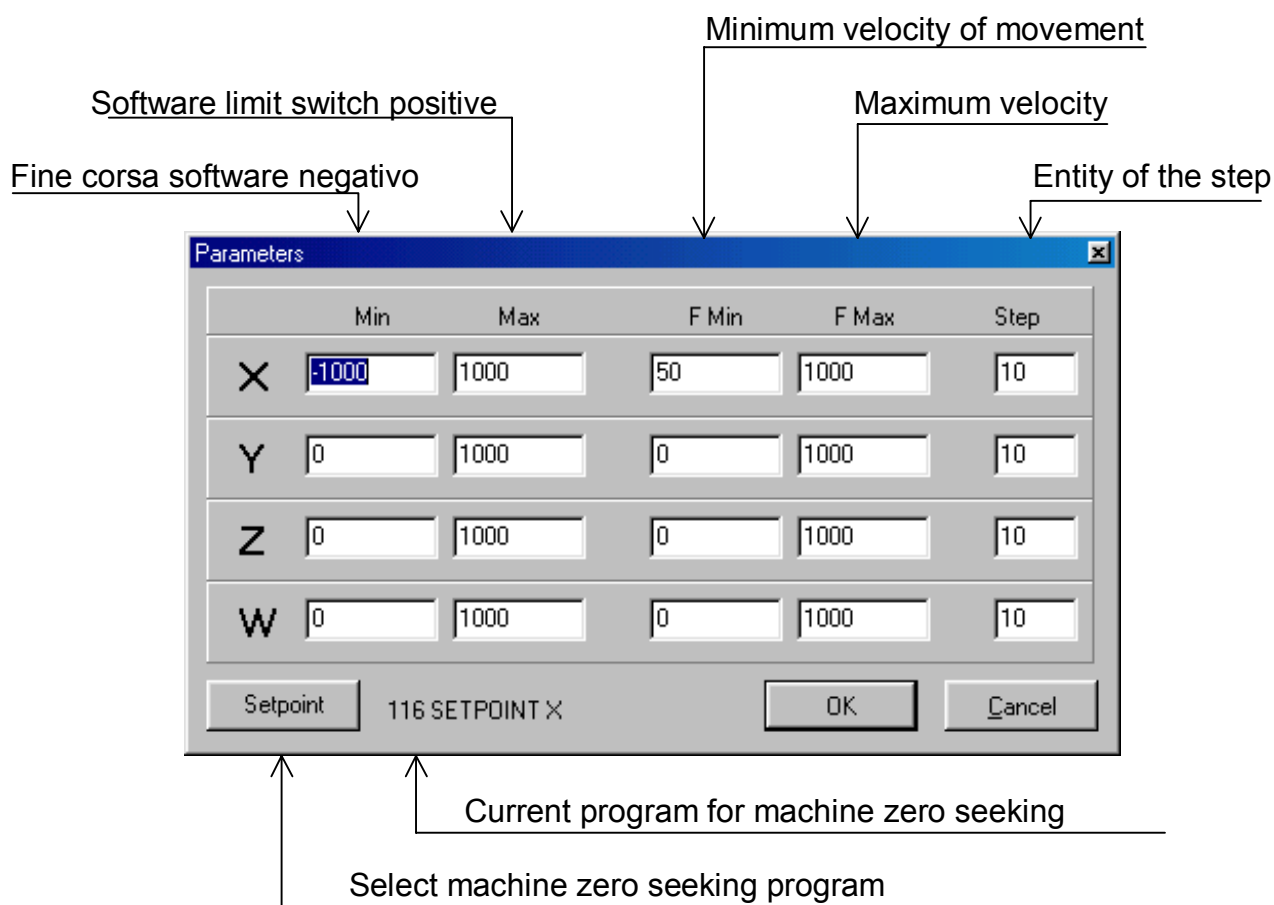 Minimum velocity of movement
Software limit switch positive
Maximum velocity
Fine corsa software negativo
Entity of the step
Parameters
Min Max F Min F Max Step
X -1000 1000 50 1000 10
Y 0 1000 0 1000 10
Z 0 1000 0 1000 10
W 0 1000 0 1000 10
Setpoint 116 SETPOINT X OK Cancel
Current program for machine zero seeking
Select machine zero seeking program